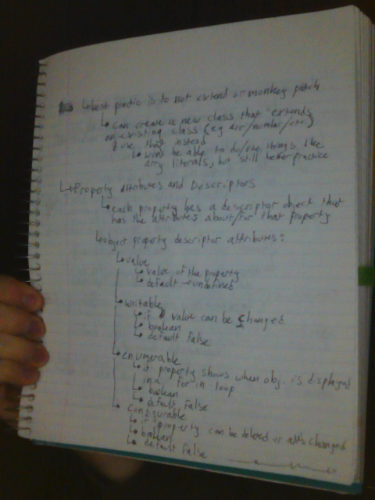 ↳ best practice is to not extend or monkey patch
↳ can create a new class that "extends"
an existing class (eg arr/number/etc)
& use that instead
↳ won't be able to do things like
arry literals, but still better practice
↳ Property Attributes and Descriptors
↳ each property has a descriptor object that
has the attributes about/for that property
↳ object property descriptor attributes:
↳ value
↳ value of the property
↳ default → undefined
↳ writable
↳ if value can be changed
↳ boolean
↳ default false
↳ enumerable
↳ if property shows when obj. is displayed
in a for in loop
↳ boolean
↳ default false
↳ configurable
↳ if property can be deleted or attrs changed
↳ boolean
↳ default false